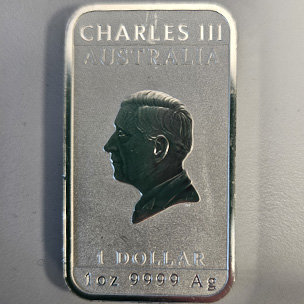 CHARLES III
AUSTRALIA
1 DOLLAR
1oz 9999 Ag